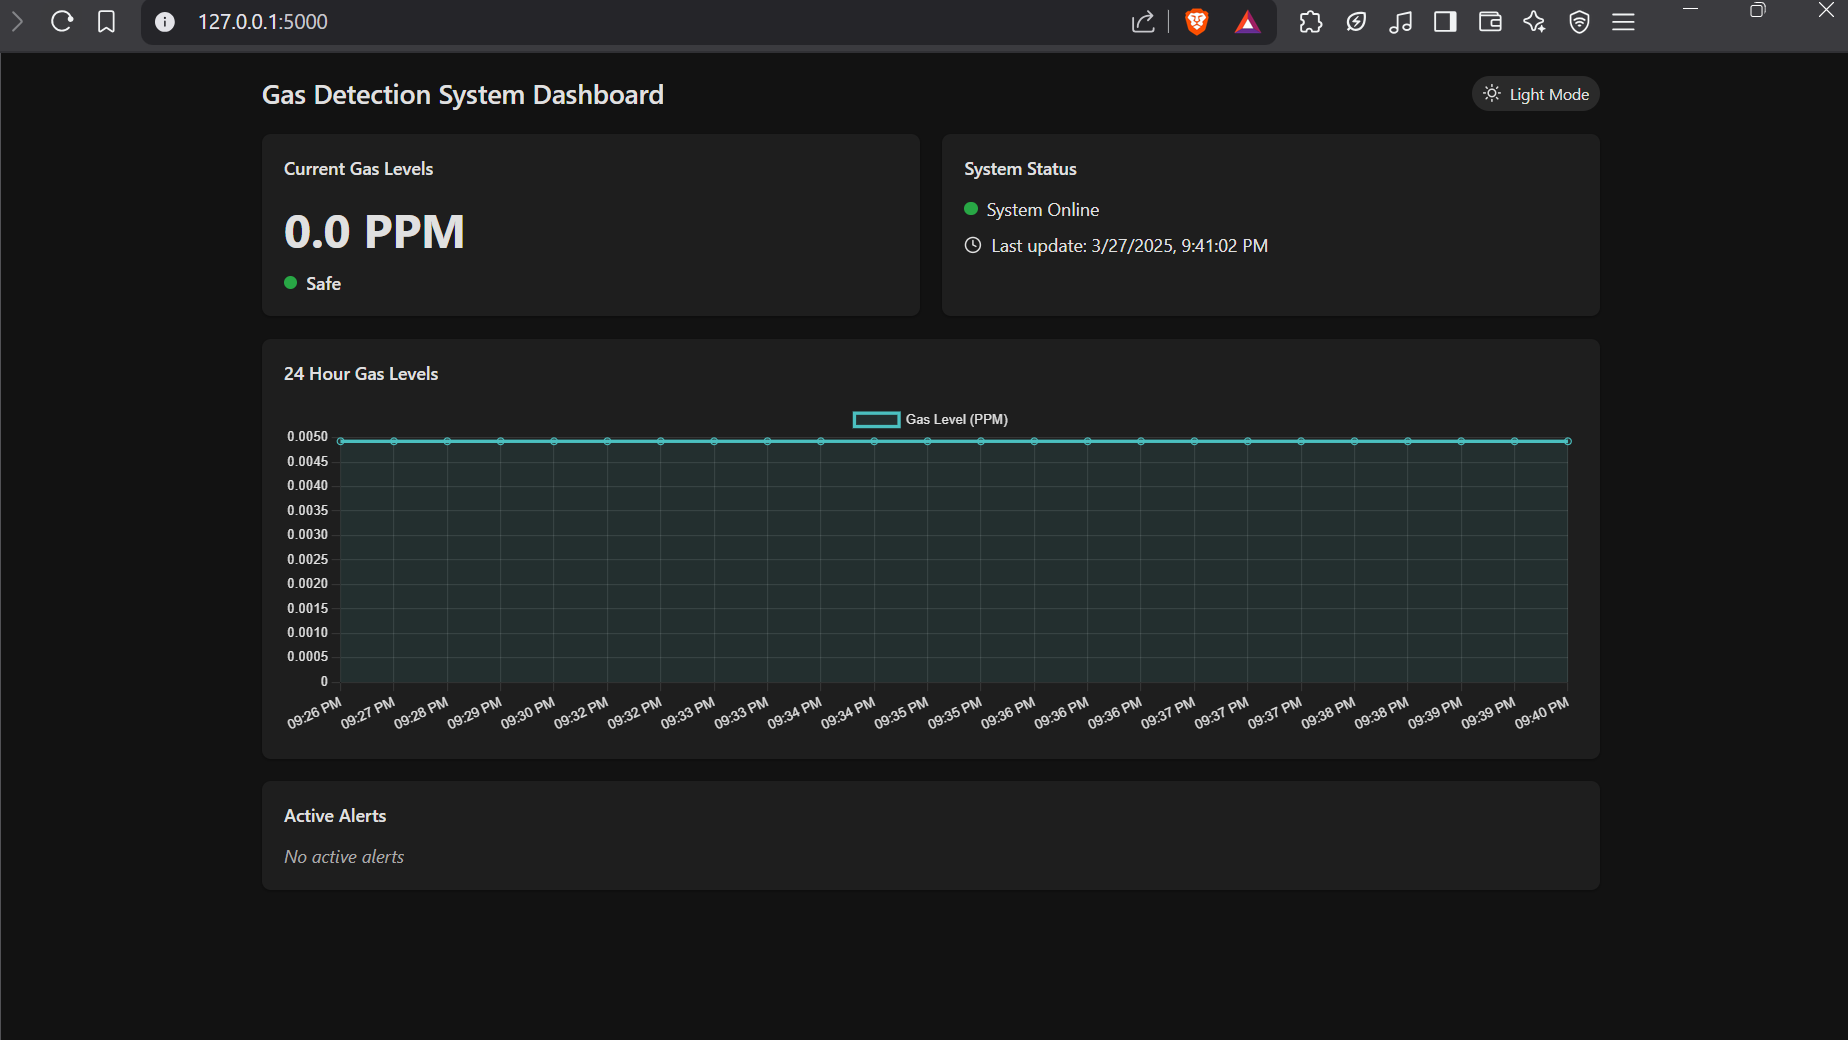 127.0.0.1:5000
Gas Detection System Dashboard
Light Mode
Current Gas Levels
0.0 PPM
Safe
System Status
System Online
Last update: 3/27/2025, 9:41:02 PM
24 Hour Gas Levels
Gas Level (PPM)
0.0050
0.0045
0.0040
0.0035
0.0030
0.0025
0.0020
0.0015
0.0010
0.0005
0
09:26 PM
09:27 PM
09:28 PM
09:29 PM
09:30 PM
09:32 PM
09:32 PM
09:33 PM
09:33 PM
09:34 PM
09:34 PM
09:35 PM
09:35 PM
09:36 PM
09:36 PM
09:36 PM
09:37 PM
09:37 PM
09:37 PM
09:38 PM
09:38 PM
09:39 PM
09:39 PM
09:40 PM
Active Alerts
No active alerts